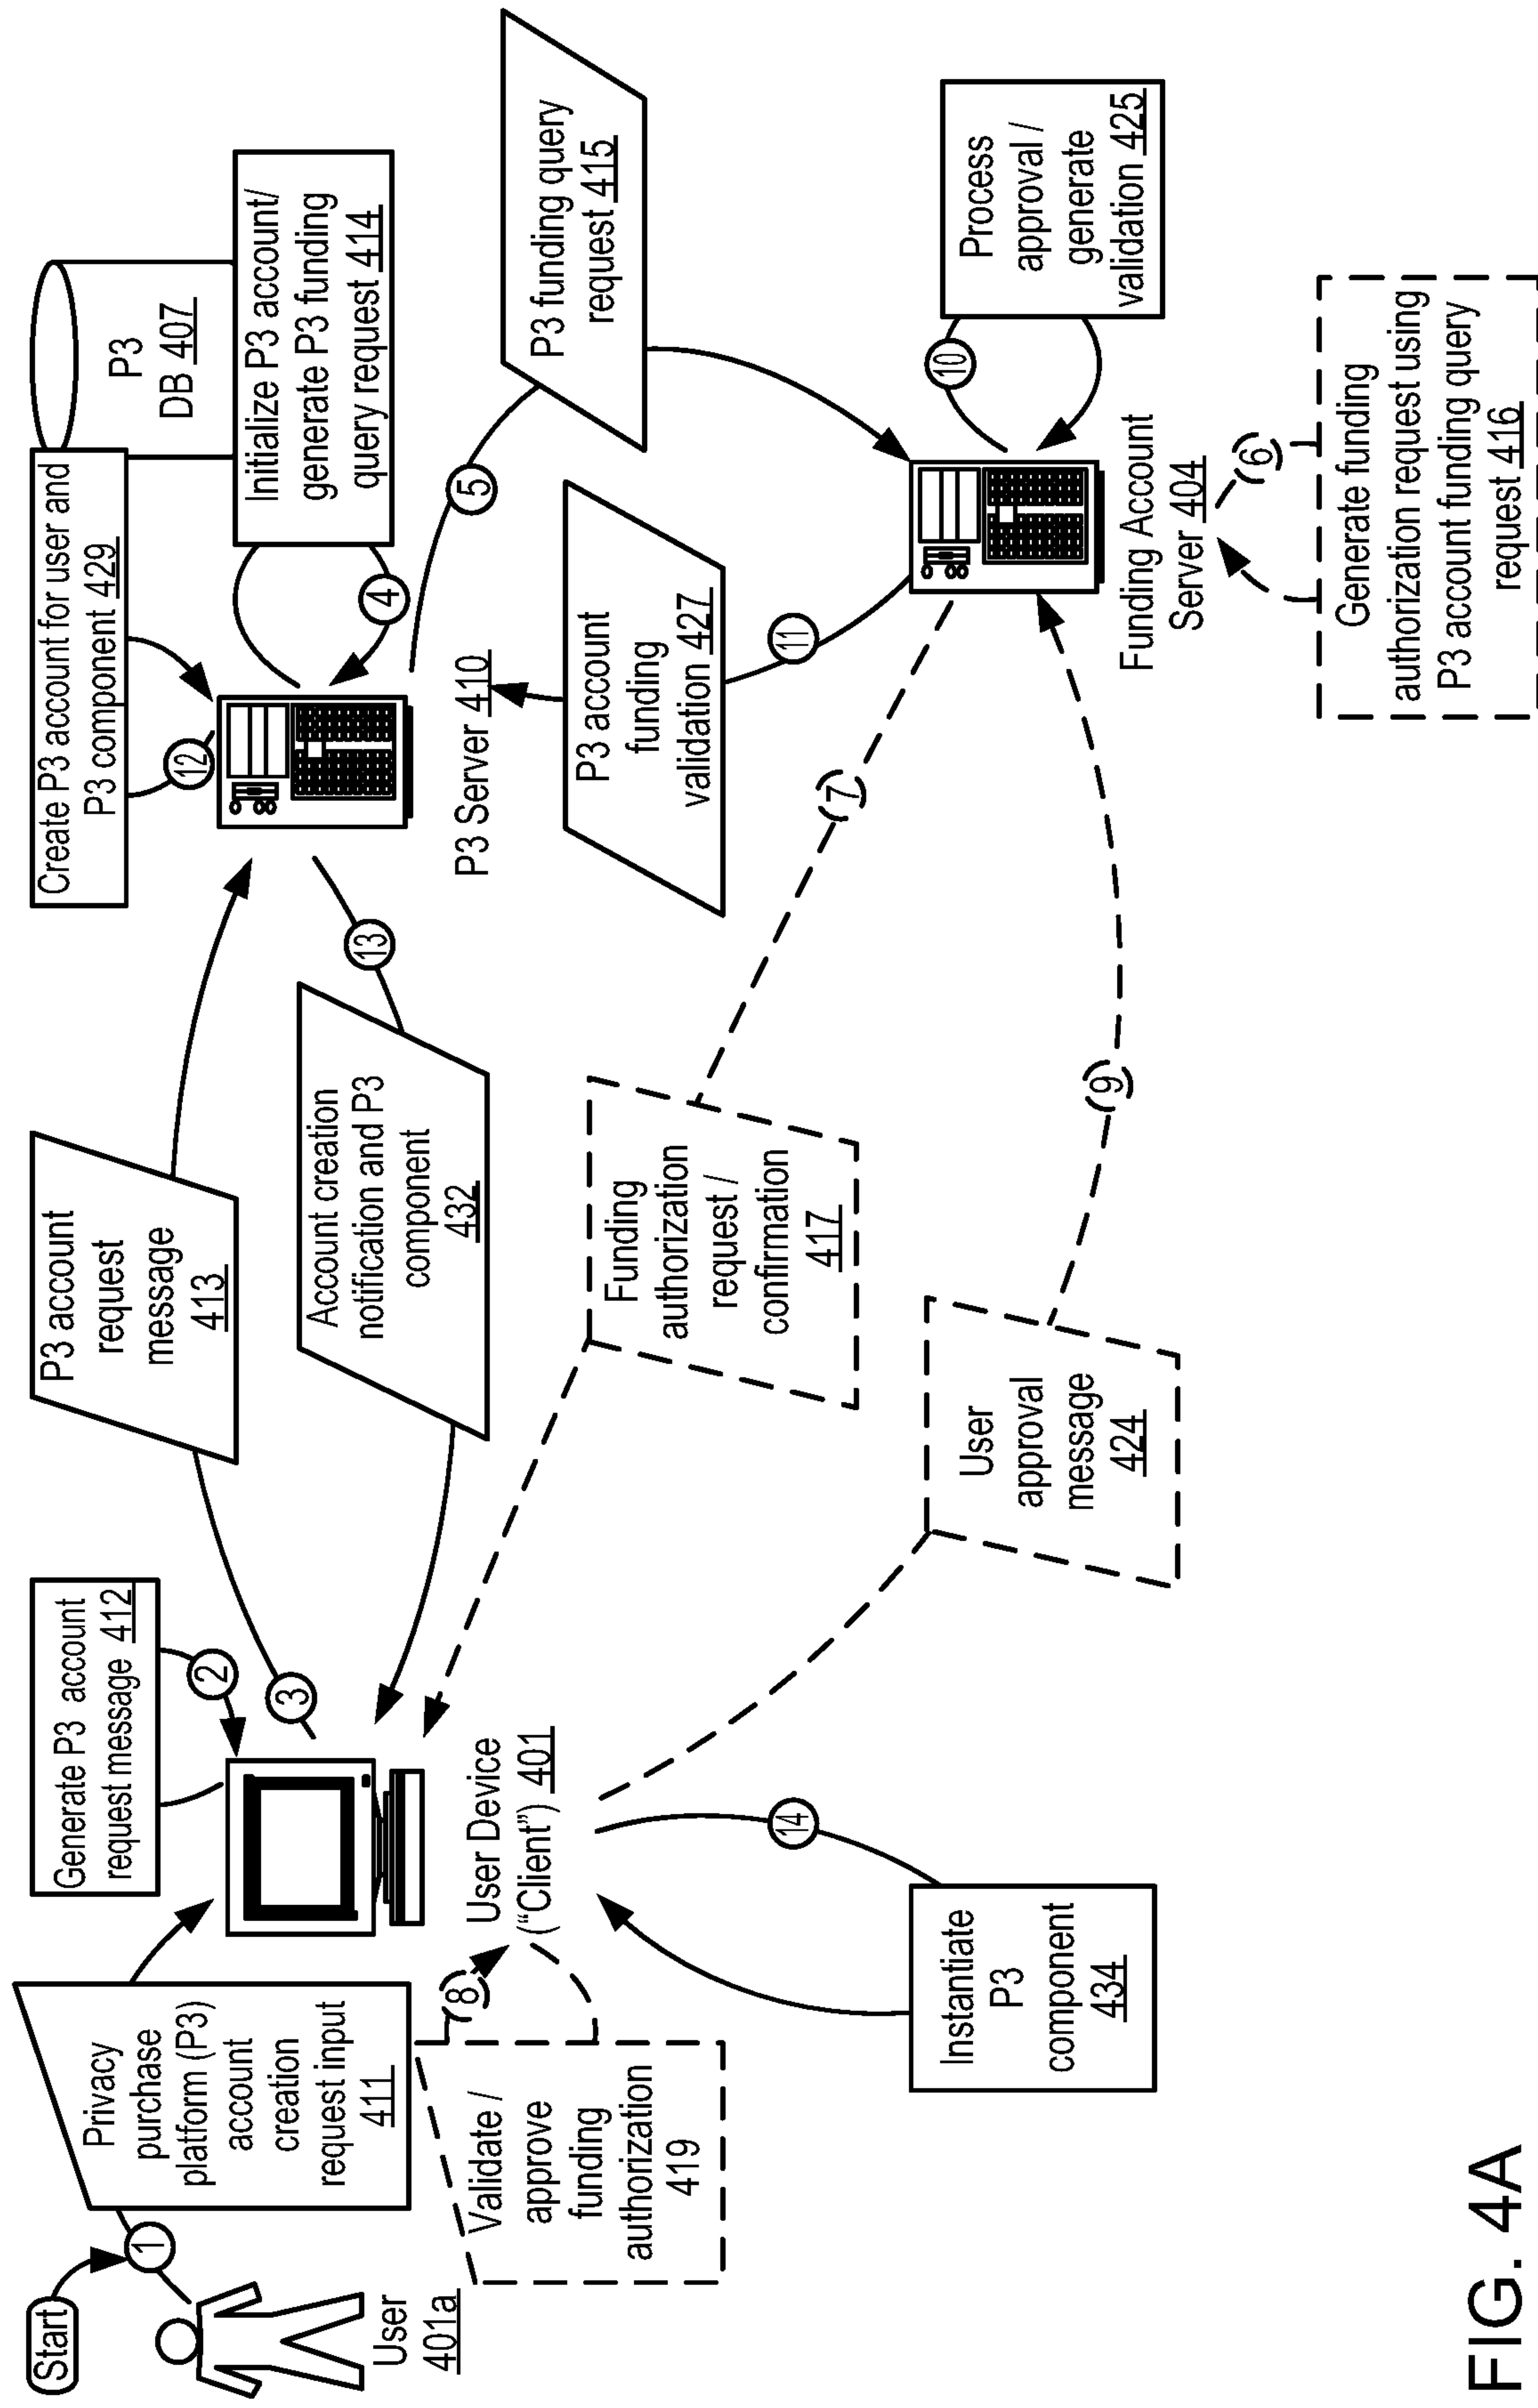 Start
1
User
401a
Privacy
purchase
platform (P3)
account
creation
request input
411
Generate P3 account
request message 412
2
3
P3 account
request
message
413
Create P3 account for user and
P3 component 429
12
P3
DB 407
Initialize P3 account/
generate P3 funding
query request 414
4
5
P3 Server 410
13
Account creation
notification and P3
component
432
P3 funding query
request 415
P3 account
funding
validation 427
11
10
Process
approval /
generate
validation 425
Funding Account
Server 404
6
Generate funding
authorization request using
P3 account funding query
request 416
7
Funding
authorization
request /
confirmation
417
8
Validate /
approve
funding
authorization
419
User Device
("Client") 401
User
approval
message
424
9
14
Instantiate
P3
component
434
FIG. 4A